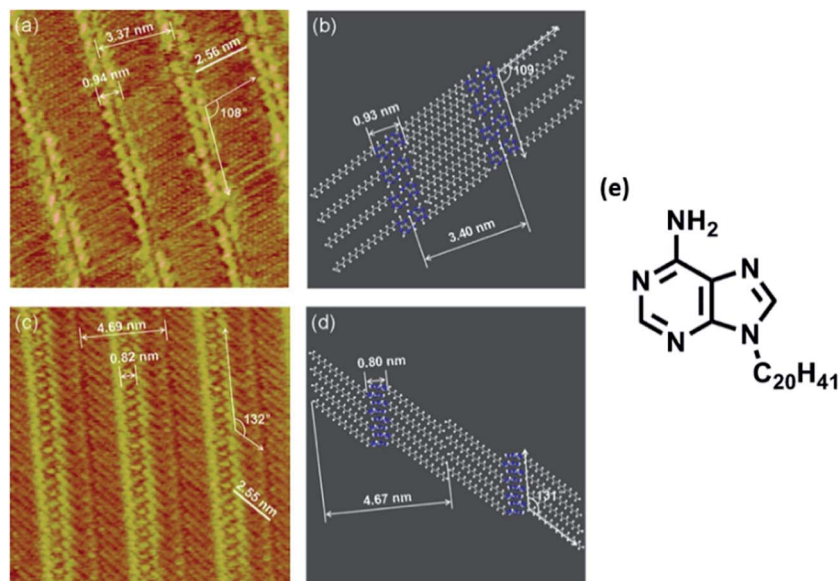 (a)
3.37 nm
2.56 nm
0.94 nm
108°
(b)
109°
0.93 nm
3.40 nm
(c)
4.69 nm
0.82 nm
132°
2.55 nm
(d)
0.80 nm
4.67 nm
131
(e)
NH₂
N
N
N
N
C₂₀H₄₁